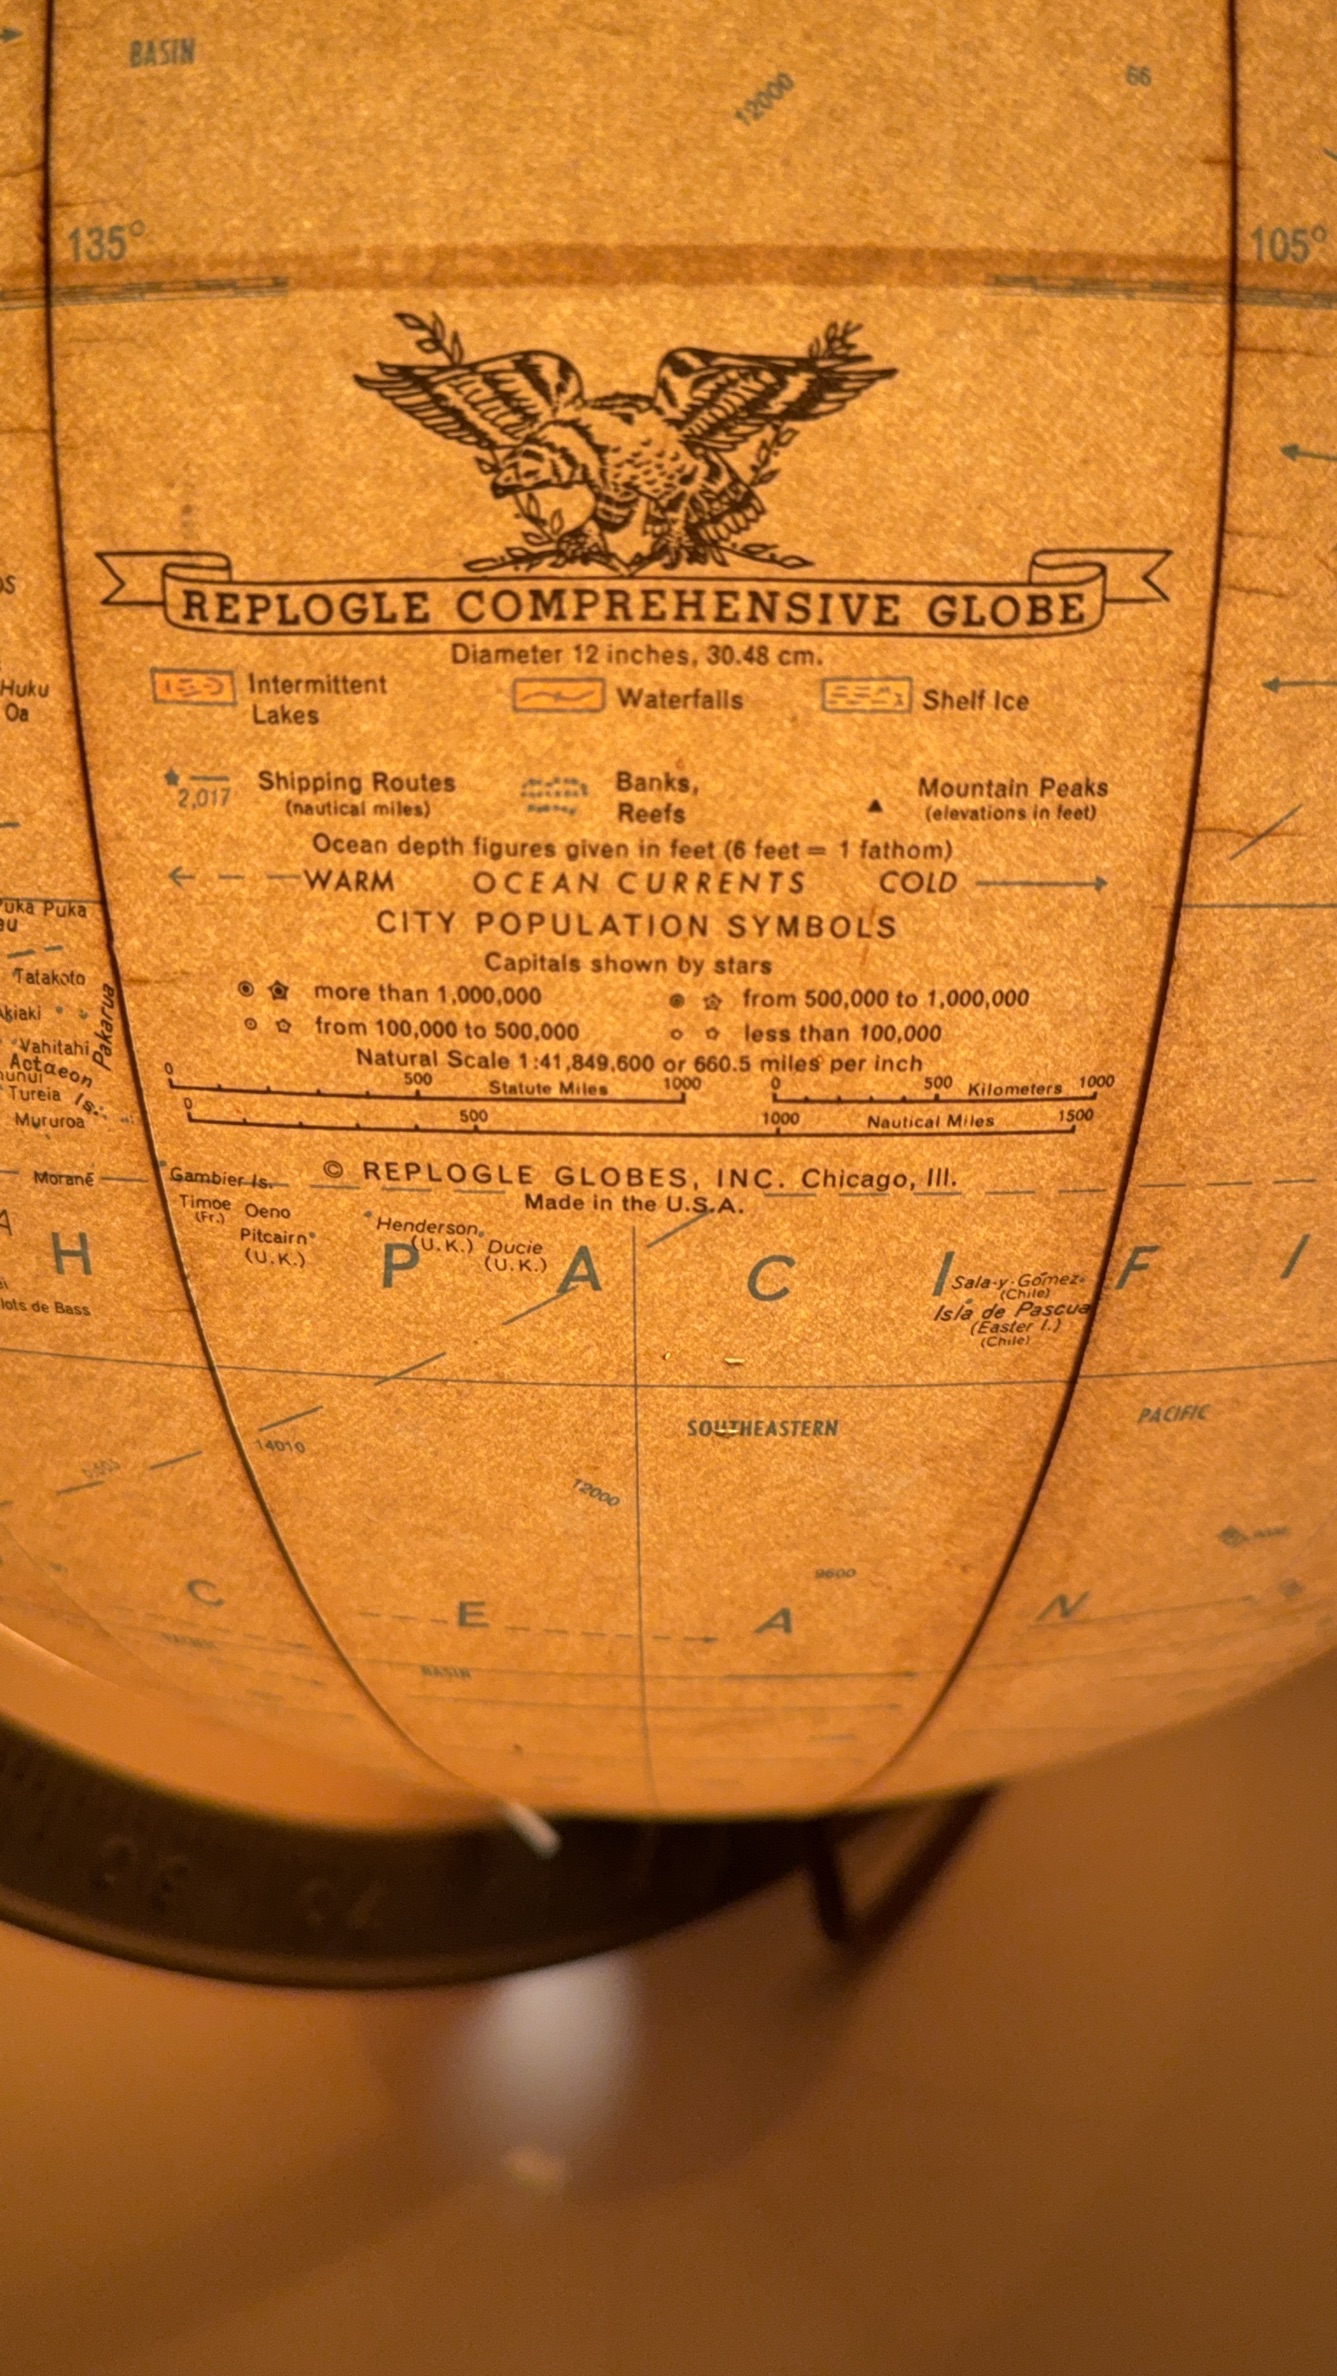 BASIN
12000
66
135°
105°
REPLOGLE COMPREHENSIVE GLOBE
Diameter 12 inches, 30.48 cm.
Intermittent Lakes
Waterfalls
Shelf Ice
2,017
Shipping Routes
(nautical miles)
Banks,
Reefs
Mountain Peaks
(elevations in feet)
Ocean depth figures given in feet (6 feet = 1 fathom)
WARM OCEAN CURRENTS COLD
CITY POPULATION SYMBOLS
Capitals shown by stars
more than 1,000,000
from 500,000 to 1,000,000
from 100,000 to 500,000
less than 100,000
Natural Scale 1:41,849,600 or 660.5 miles per inch
0 500 Statute Miles 1000
0 500 Kilometers 1000
0 500 1000 Nautical Miles 1500
© REPLOGLE GLOBES, INC. Chicago, Ill.
Made in the U.S.A.
Huku
Oa
Puka
Tatakoto
Pakarua
Vahitahi
Actaeon Is.
Tureia
Mururoa
Morane
Gambier Is.
Timoe
(Fr.)
Oeno
Pitcairn
(U.K.)
Henderson
(U.K.)
Ducie
(U.K.)
H PACIFI
Sala-y-Gomez
(Chile)
Isla de Pascua
(Easter I.)
(Chile)
lots de Bass
SOUTHEASTERN
PACIFIC
14010
12000
9600
C E A N
BASIN